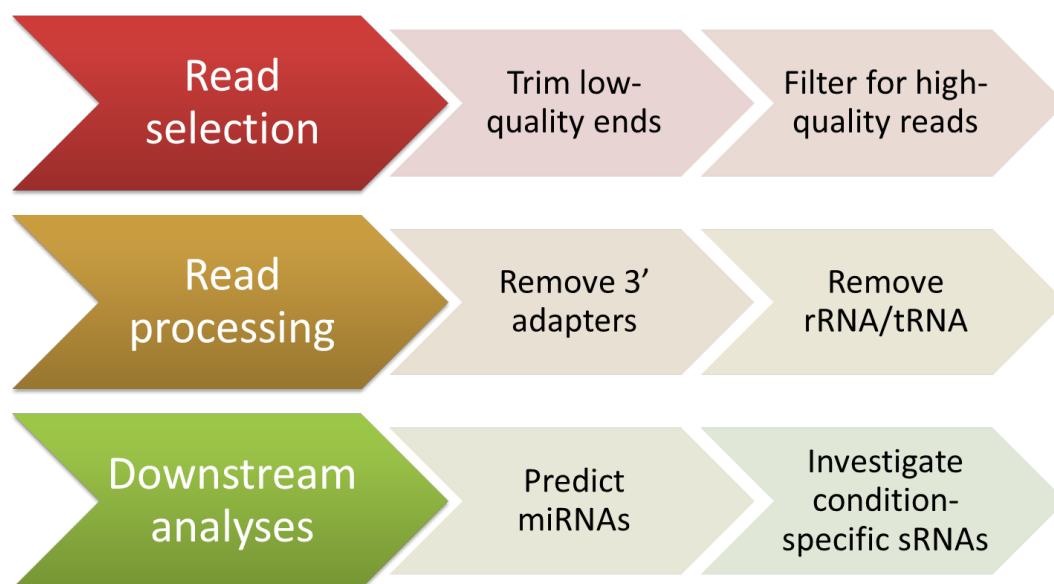 Read
selection
Trim low-
quality ends
Filter for high-
quality reads
Read
processing
Remove 3’
adapters
Remove
rRNA/tRNA
Downstream
analyses
Predict
miRNAs
Investigate
condition-
specific sRNAs